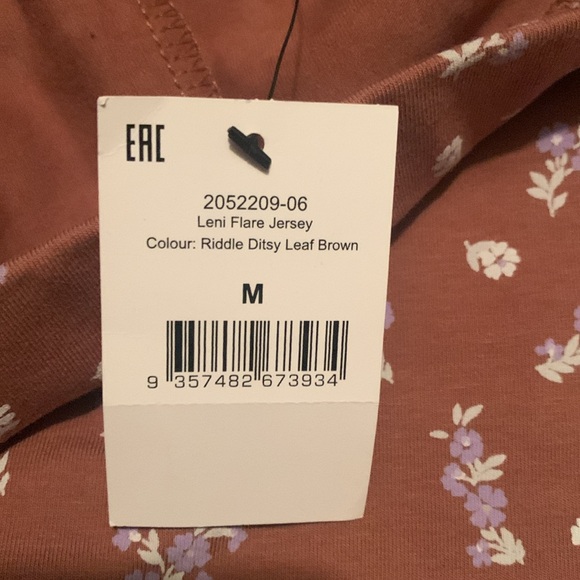 EAC
2052209-06
Leni Flare Jersey
Colour: Riddle Ditsy Leaf Brown
M
9 357482 673934